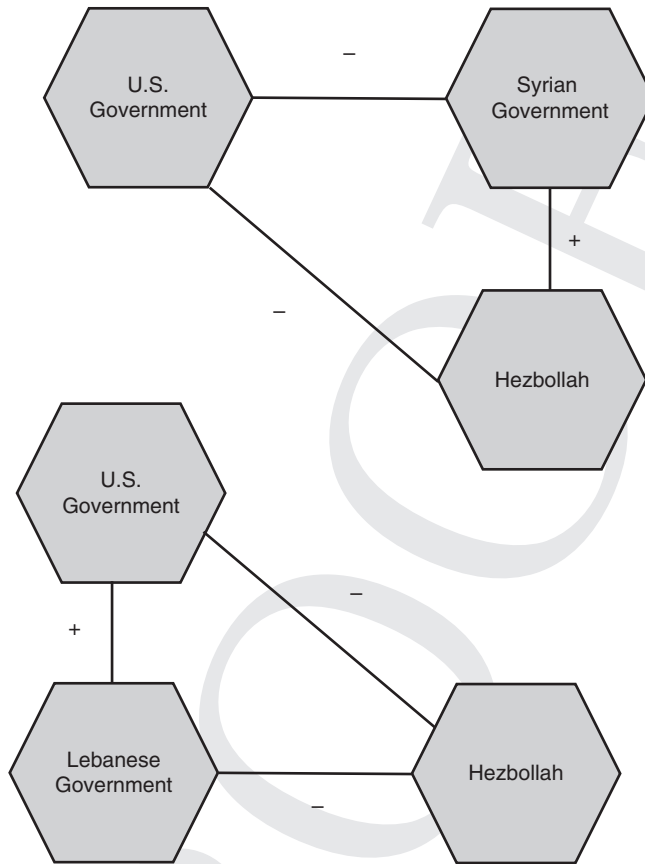 –
U.S.
Government
Syrian
Government
+
–
Hezbollah
U.S.
Government
–
+
Lebanese
Government
Hezbollah
–